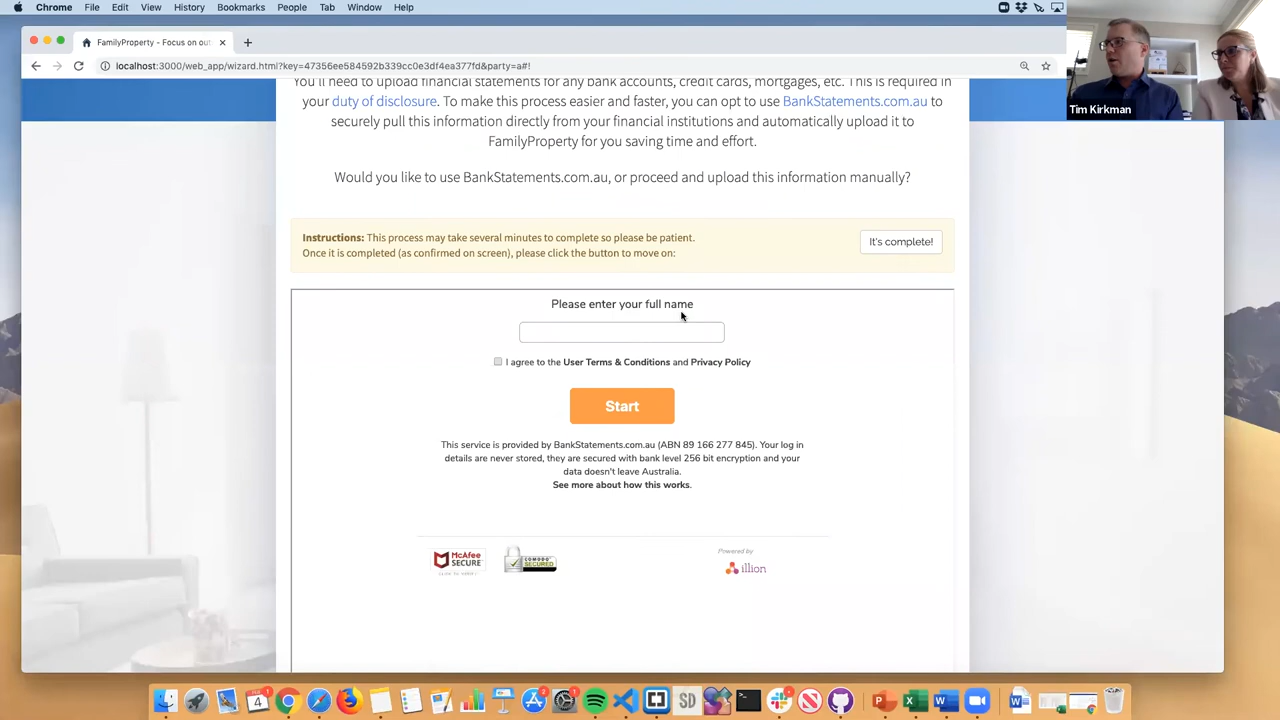 Chrome File Edit View History Bookmarks People Tab Window Help
FamilyProperty - Focus on ou
localhost:3000/web_app/wizard.html?key=47356ee584592b339cc0e3df4ea377fd&party=a#!
Tim Kirkman
You'll need to upload financial statements for any bank accounts, credit cards, mortgages, etc. This is required in
your duty of disclosure. To make this process easier and faster, you can opt to use BankStatements.com.au to
securely pull the information directly from your financial institutions and automatically upload it to
FamilyProperty for you saving time and effort.
Would you like to use BankStatements.com.au, or proceed and upload this information manually?
Instructions: This process may take several minutes to complete so please be patient.
Once it is completed (as confirmed on screen), please click the button to move on:
It's complete!
Please enter your full name
I agree to the User Terms & Conditions and Privacy Policy
Start
This service is provided by BankStatements.com.au (ABN 89 166 277 845). Your log in
details are never stored, they are secured with bank level 256 bit encryption and your
data doesn't leave Australia.
See more about how this works.
McAfee
SECURE
COMODO
SECURED
Powered by
illion
4
SD